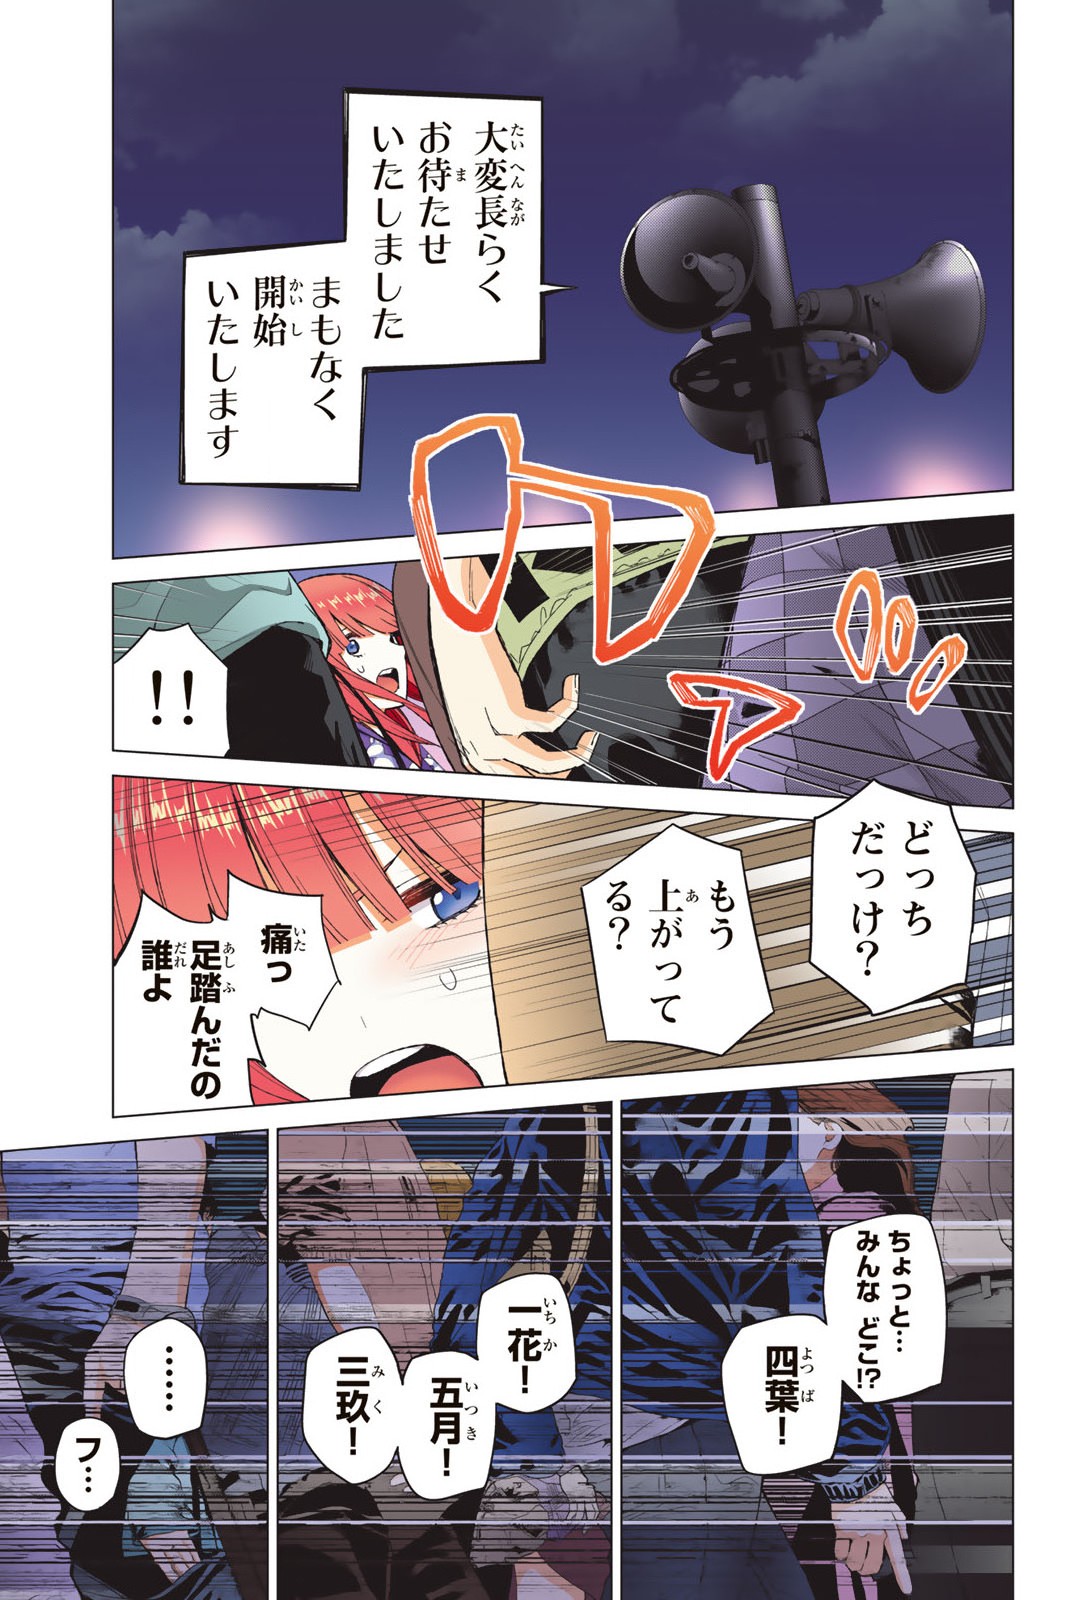 大変長らく
お待たせ
いたしました
まもなく
開始
いたします
!!
どっち
だっけ?
もう
上がって
る?
痛っ
足踏んだの
誰よ
ちょっと…
みんな どこ!?
四葉!
一花!
五月!
三玖!
……
フ…